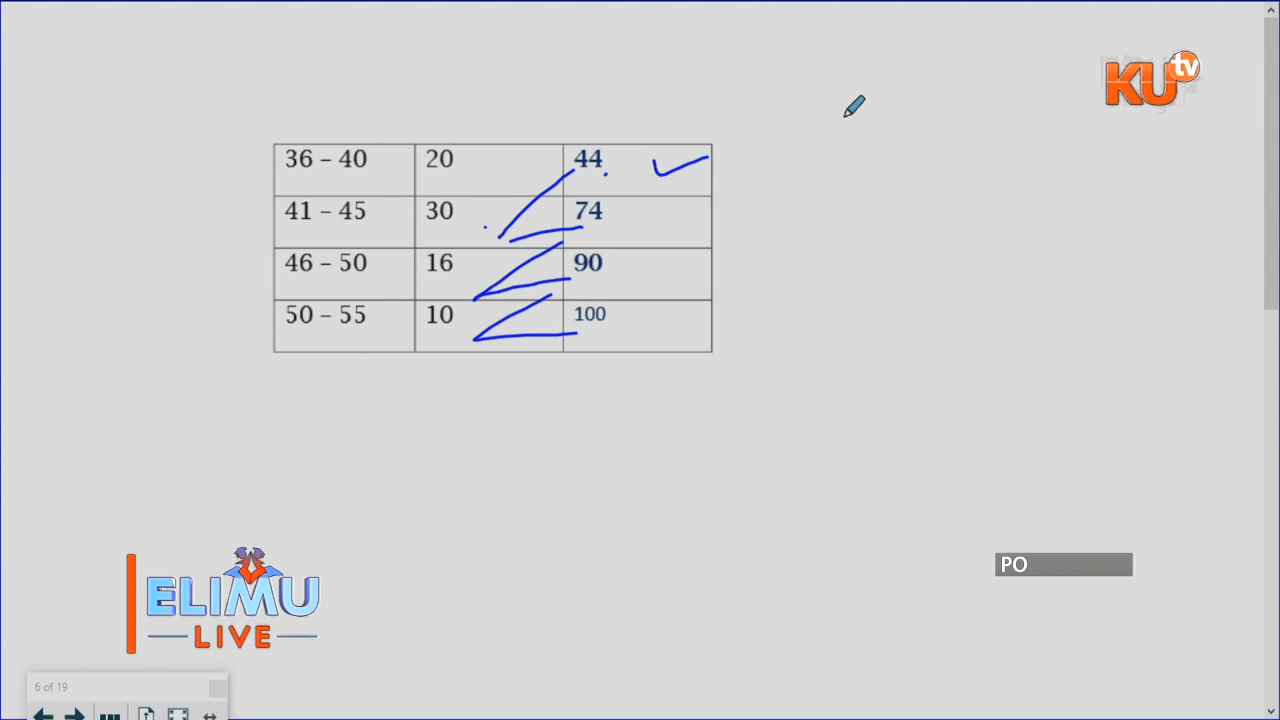 KU tv
36 – 40 20 44
41 – 45 30 74
46 – 50 16 90
50 – 55 10 100
PO
ELIMU
LIVE
6 of 19